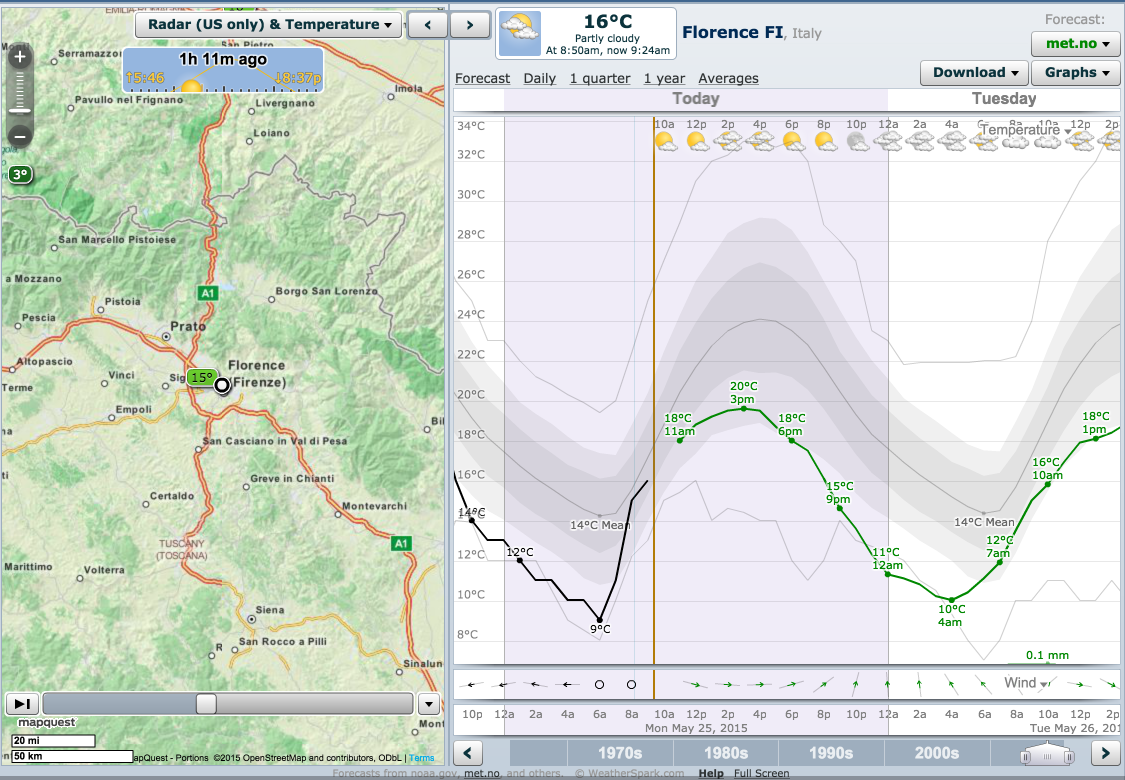 EMILIA ROMAGNA
Radar (US only) & Temperature
<
>
San Pietro
Serramazzoni
1h 11m ago
↑5:46
↓8:37p
+
−
Imola
Pavullo nel Frignano
Livergnano
Loiano
3°
San Marcello Pistoiese
a Mozzano
A1
Borgo San Lorenzo
Pistoia
Pescia
Prato
Altopascio
Florence
(Firenze)
15°
Vinci
Sig
Terme
Empoli
na
Bil
San Casciano in Val di Pesa
Greve in Chianti
ti
Certaldo
Montevarchi
TUSCANY
(TOSCANA)
A1
Marittimo
Volterra
Siena
San Rocco a Pilli
R
Sinalun
Mont
mapquest
20 mi
50 km
apQuest - Portions ©2015 OpenStreetMap and contributors, ODbL | Terms
16°C
Partly cloudy
At 8:50am, now 9:24am
Florence FI, Italy
Forecast:
met.no
Forecast Daily 1 quarter 1 year Averages
Download
Graphs
Today
Tuesday
10a 12p 2p 4p 6p 8p 10p 12a 2a 4a 6a 8a 10a 12p 2p
Temperature
34°C
32°C
30°C
28°C
26°C
24°C
22°C
20°C
18°C
16°C
14°C
12°C
10°C
8°C
14°C
12°C
9°C
14°C Mean
18°C
11am
20°C
3pm
18°C
6pm
15°C
9pm
11°C
12am
10°C
4am
14°C Mean
12°C
7am
16°C
10am
18°C
1pm
0.1 mm
Wind
10p 12a 2a 4a 6a 8a 10a 12p 2p 4p 6p 8p 10p 12a 2a 4a 6a 8a 10a 12p 2p
Mon May 25, 2015
Tue May 26, 201
<
1970s
1980s
1990s
2000s
>
Forecasts from noaa.gov, met.no, and others. © WeatherSpark.com Help Full Screen